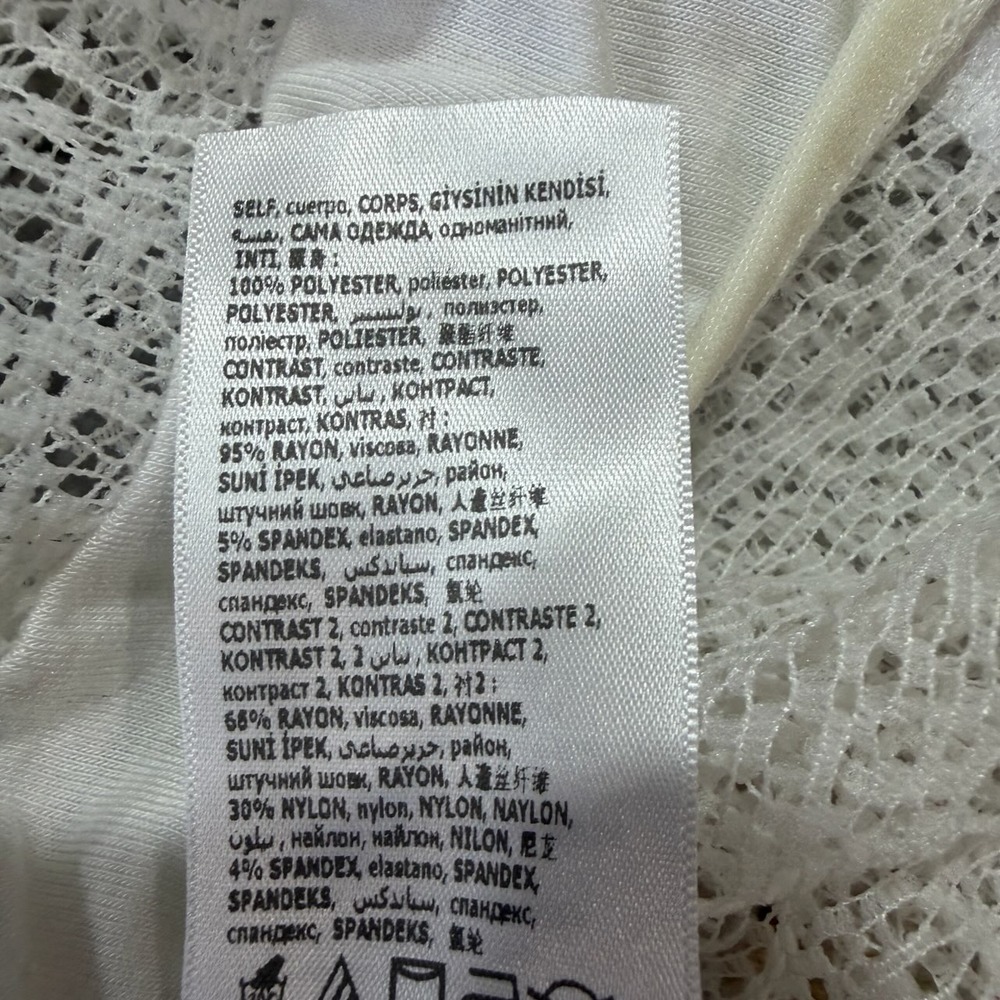 SELF, cuerpo, CORPS, GİYSİNİN KENDİSİ,
نفسه, САМА ОДЕЖДА, одноманітний,
INTI, 服身 :
100% POLYESTER, poliéster, POLYESTER,
POLYESTER, بوليستر, полиэстер,
поліестр, POLIESTER, 聚酯纤维
CONTRAST, contraste, CONTRASTE,
KONTRAST, تباين, КОНТРАСТ,
контраст, KONTRAS, 衬 :
95% RAYON, viscosa, RAYONNE,
SUNİ İPEK, حرير صناعي, район,
штучний шовк, RAYON, 人造丝纤维
5% SPANDEX, elastano, SPANDEX,
SPANDEKS, سباندكس, спандекс,
спандекс, SPANDEKS, 氨纶
CONTRAST 2, contraste 2, CONTRASTE 2,
KONTRAST 2, تباين 2, КОНТРАСТ 2,
контраст 2, KONTRAS 2, 衬2 :
66% RAYON, viscosa, RAYONNE,
SUNİ İPEK, حرير صناعي, район,
штучний шовк, RAYON, 人造丝纤维
30% NYLON, nylon, NYLON, NAYLON,
نيلون, найлон, найлон, NILON, 尼龙
4% SPANDEX, elastano, SPANDEX,
SPANDEKS, سباندكس, спандекс,
спандекс, SPANDEKS, 氨纶